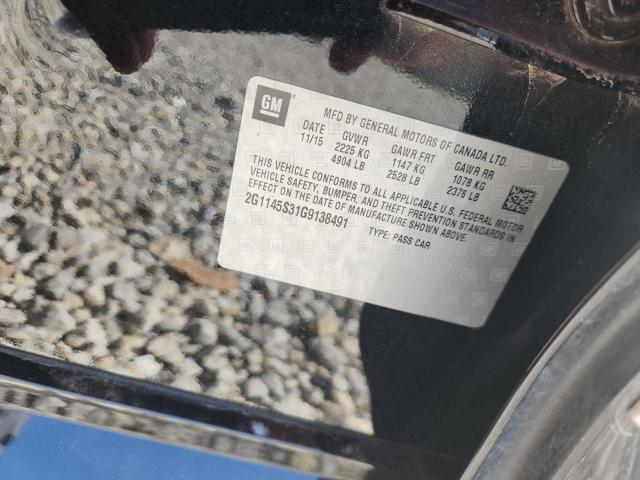 GM
MFD BY GENERAL MOTORS OF CANADA LTD.
DATE GVWR GAWR FRT GAWR RR
11/15 2225 KG 1147 KG 1078 KG
4904 LB 2528 LB 2376 LB
THIS VEHICLE CONFORMS TO ALL APPLICABLE U.S. FEDERAL MOTOR
VEHICLE SAFETY, BUMPER, AND THEFT PREVENTION STANDARDS IN
EFFECT ON THE DATE OF MANUFACTURE SHOWN ABOVE.
2G1145S31G9138491 TYPE: PASS CAR